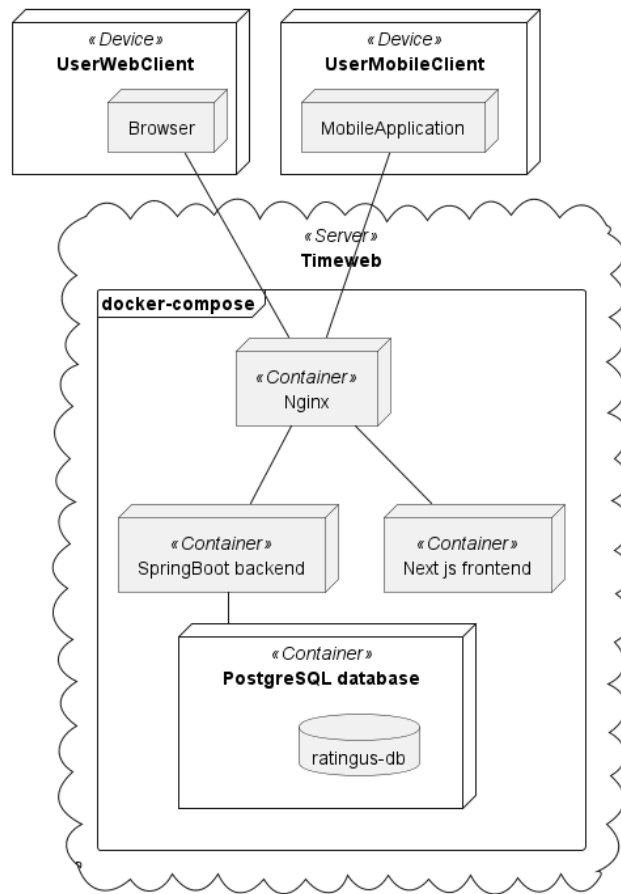 «Device»
UserWebClient
Browser
«Device»
UserMobileClient
MobileApplication
«Server»
Timeweb
docker-compose
«Container»
Nginx
«Container»
SpringBoot backend
«Container»
Next js frontend
«Container»
PostgreSQL database
ratingus-db